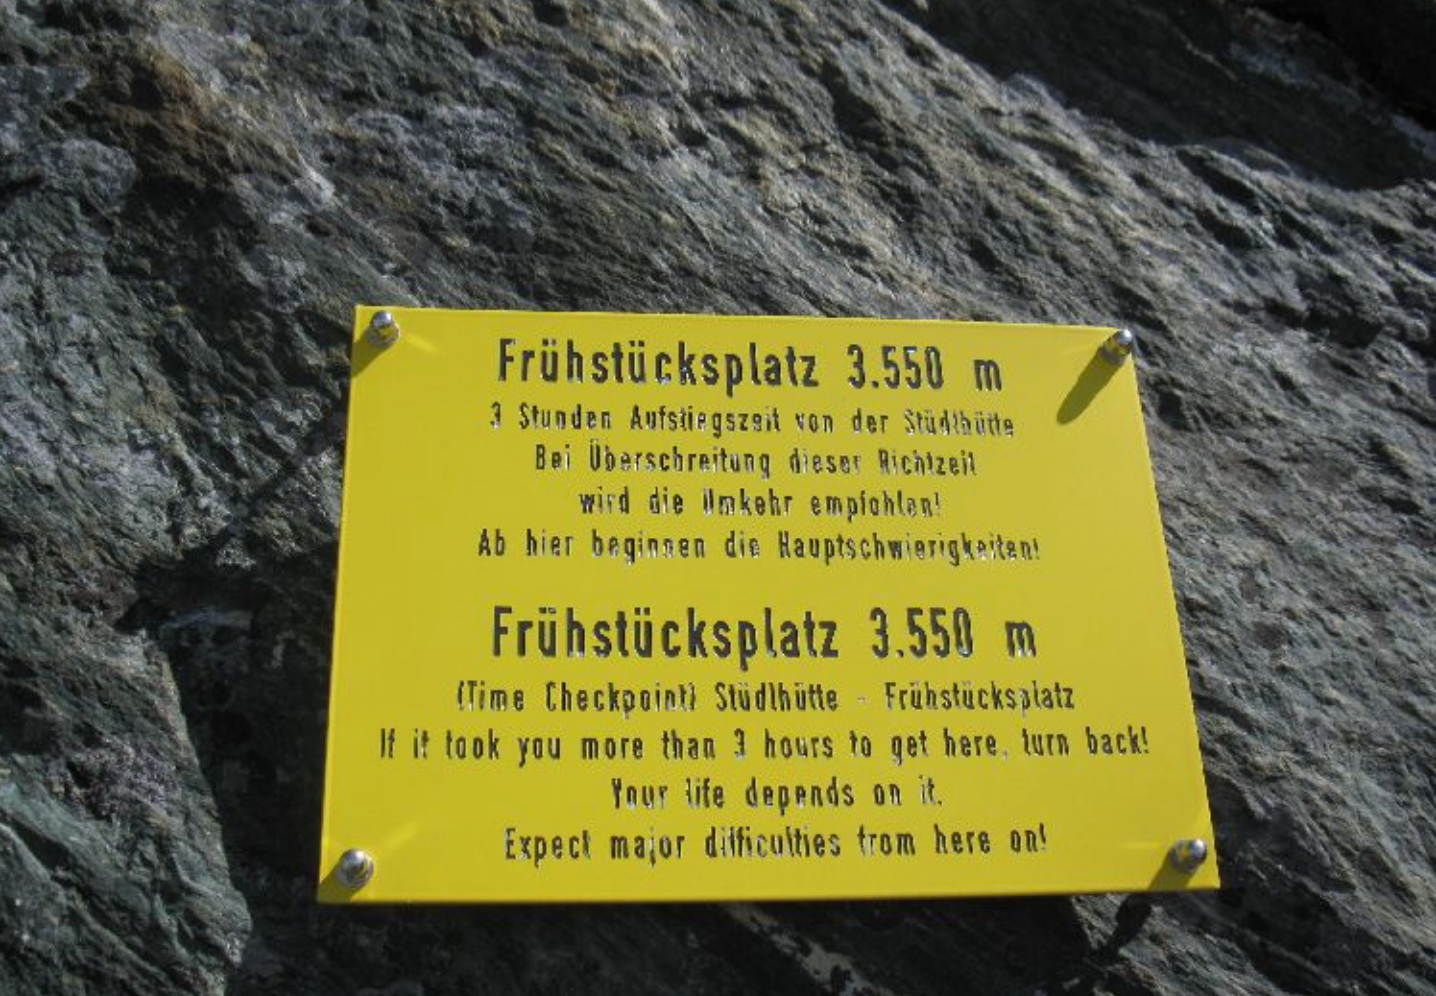 Frühstücksplatz 3.550 m
3 Stunden Aufstiegszeit von der Stüdlhütte
Bei Überschreitung dieser Richtzeit
wird die Umkehr empfohlen!
Ab hier beginnen die Hauptschwierigkeiten!
Frühstücksplatz 3.550 m
(Time Checkpoint) Stüdlhütte - Frühstücksplatz
If it took you more than 3 hours to get here, turn back!
Your life depends on it.
Expect major difficulties from here on!